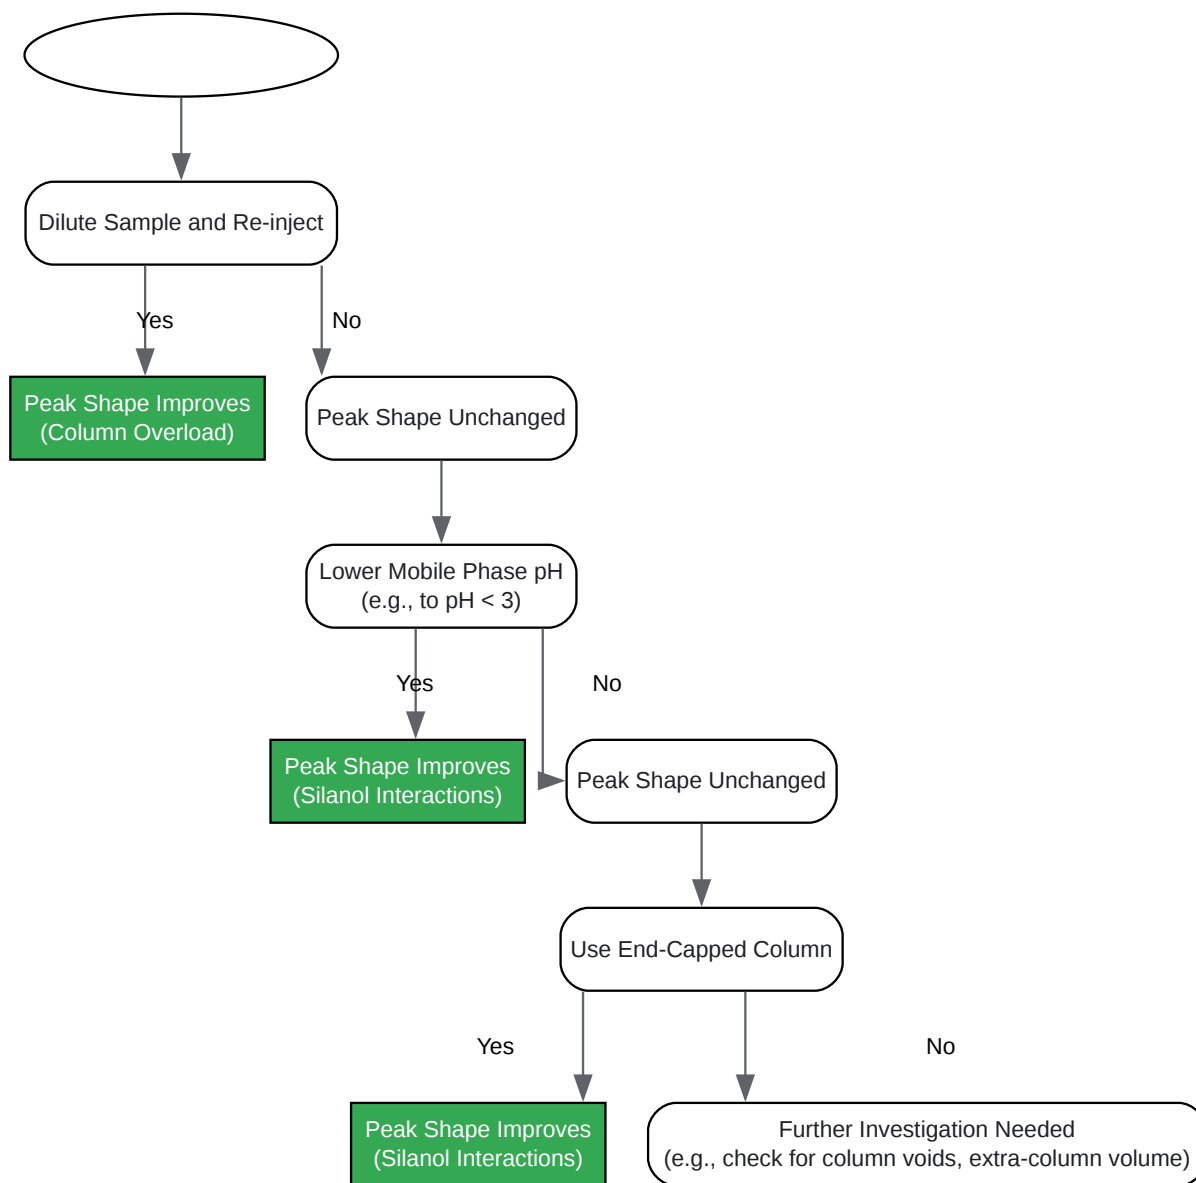 Dilute Sample and Re-inject
Yes
No
Peak Shape Improves
(Column Overload)
Peak Shape Unchanged
Lower Mobile Phase pH
(e.g., to pH < 3)
Yes
No
Peak Shape Improves
(Silanol Interactions)
Peak Shape Unchanged
Use End-Capped Column
Yes
No
Peak Shape Improves
(Silanol Interactions)
Further Investigation Needed
(e.g., check for column voids, extra-column volume)